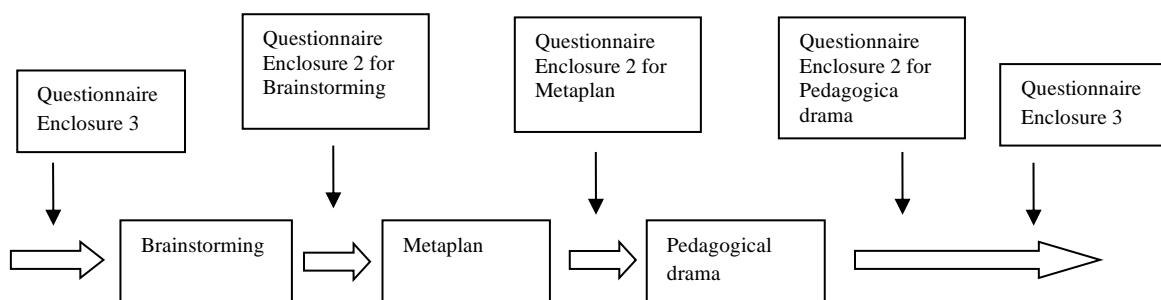 Questionnaire
Enclosure 3
Questionnaire
Enclosure 2 for
Brainstorming
Questionnaire
Enclosure 2 for
Metaplan
Questionnaire
Enclosure 2 for
Pedagogica
drama
Questionnaire
Enclosure 3
Brainstorming
Metaplan
Pedagogical
drama